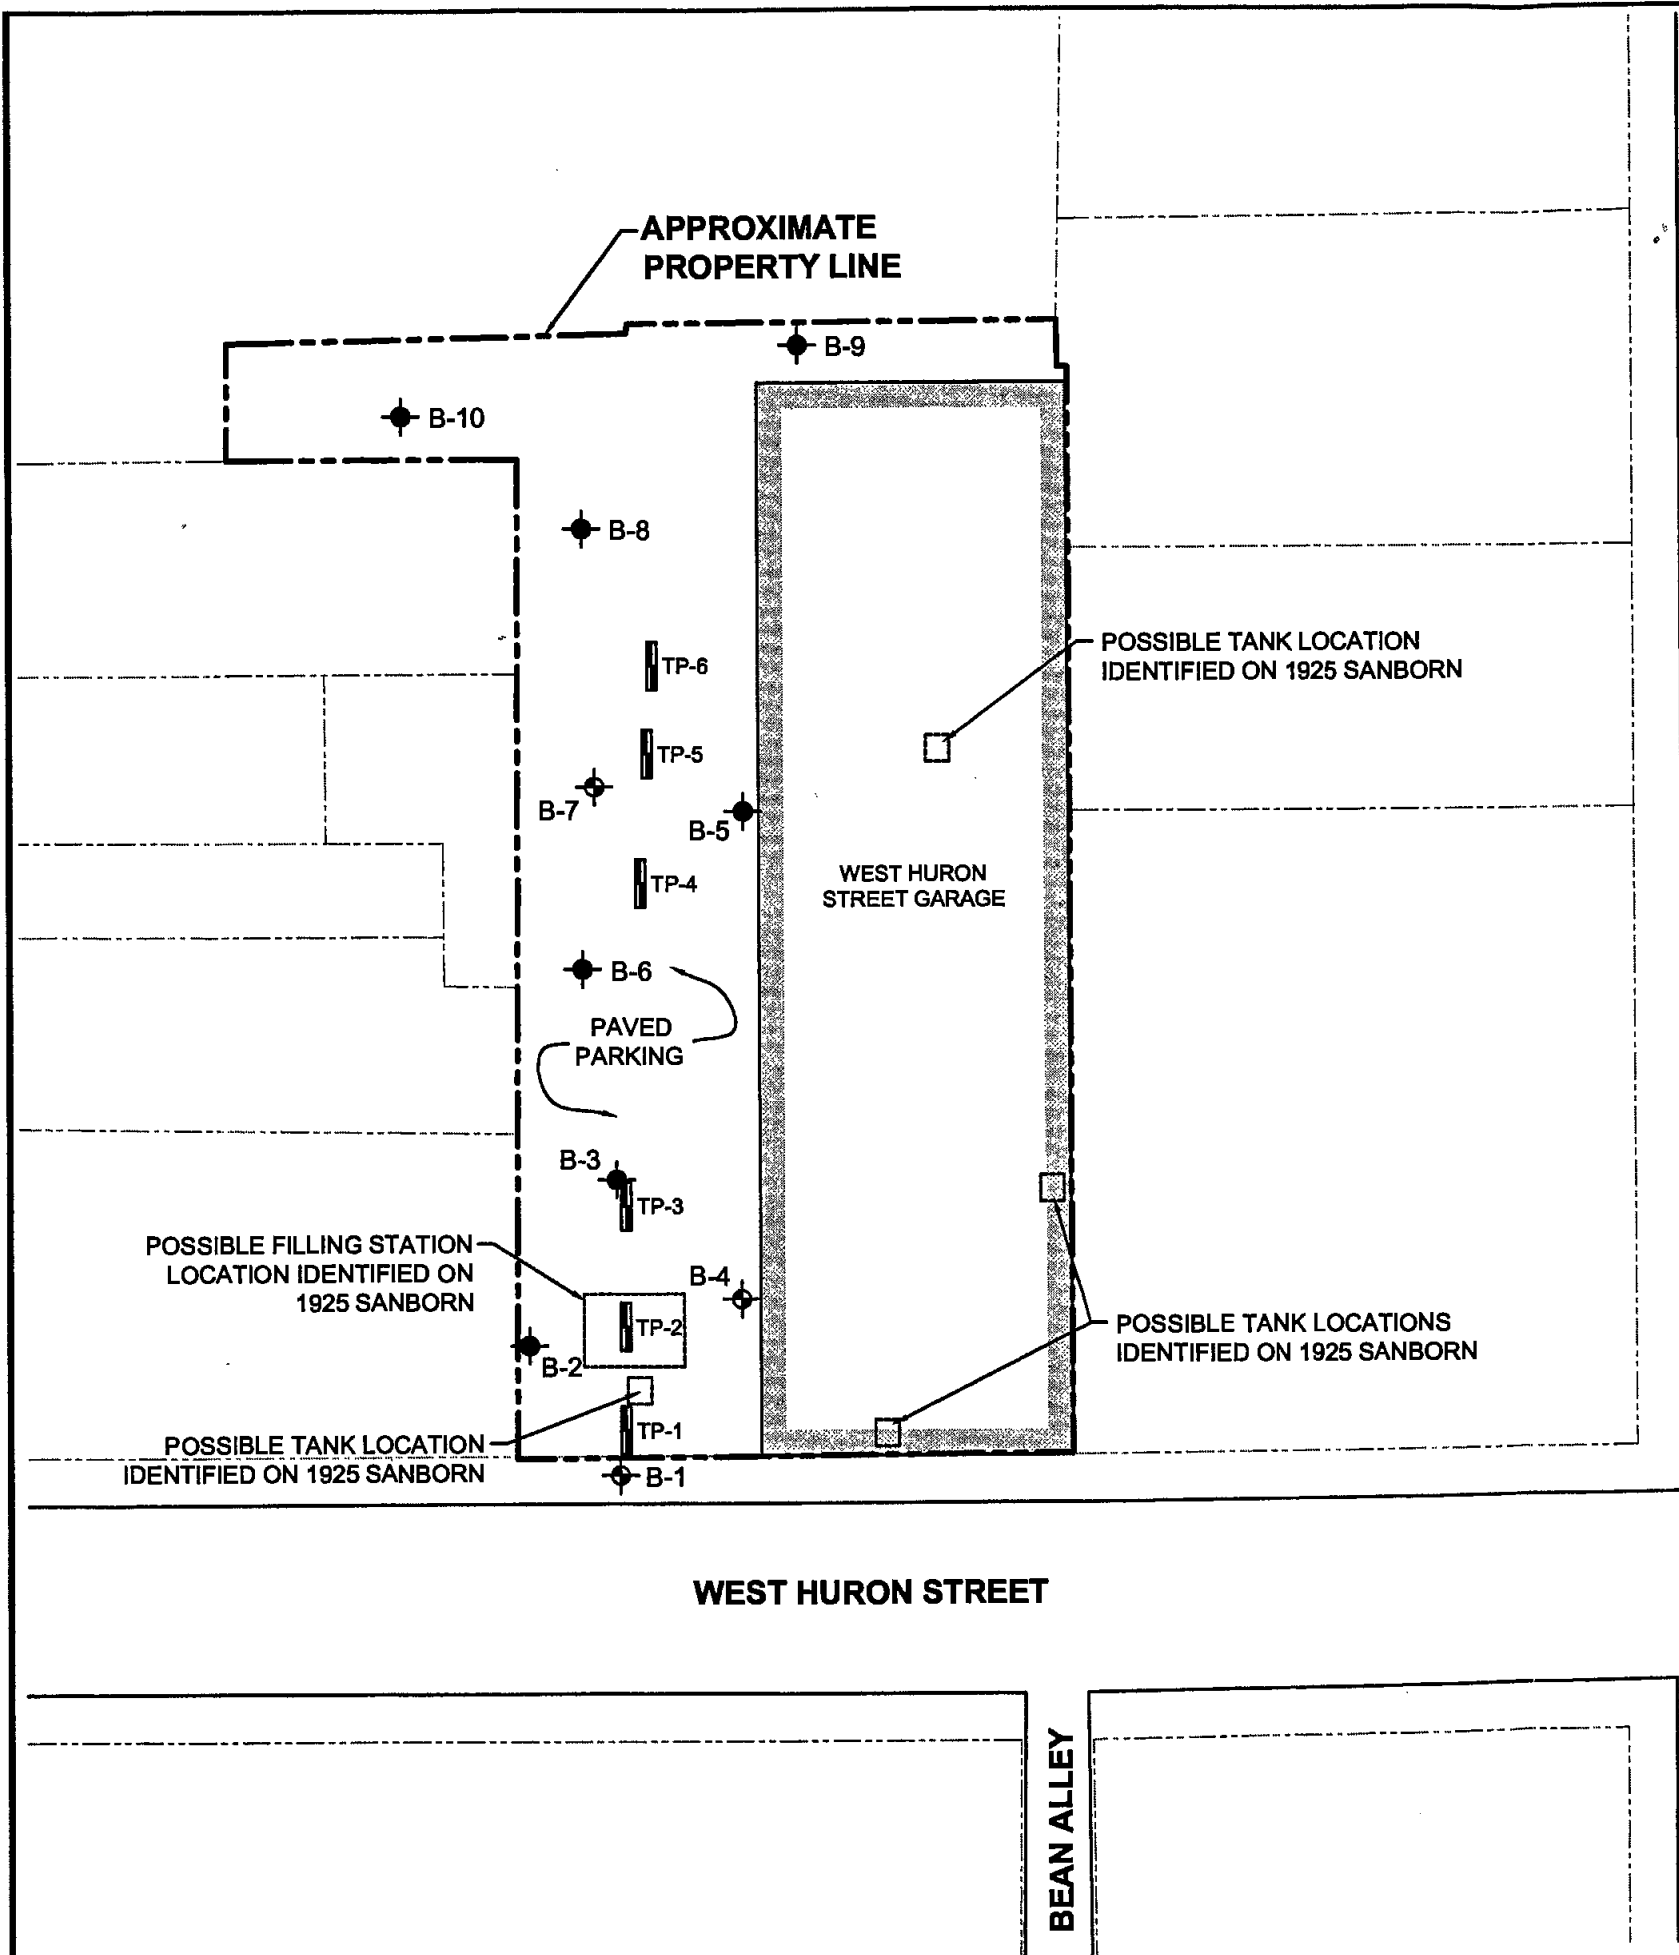 APPROXIMATE
PROPERTY LINE
B-9
B-10
B-8
POSSIBLE TANK LOCATION
IDENTIFIED ON 1925 SANBORN
TP-6
TP-5
B-7
B-5
WEST HURON
STREET GARAGE
TP-4
B-6
PAVED
PARKING
B-3
TP-3
POSSIBLE FILLING STATION
LOCATION IDENTIFIED ON
1925 SANBORN
B-4
TP-2
B-2
POSSIBLE TANK LOCATIONS
IDENTIFIED ON 1925 SANBORN
TP-1
POSSIBLE TANK LOCATION
IDENTIFIED ON 1925 SANBORN
B-1
WEST HURON STREET
BEAN ALLEY